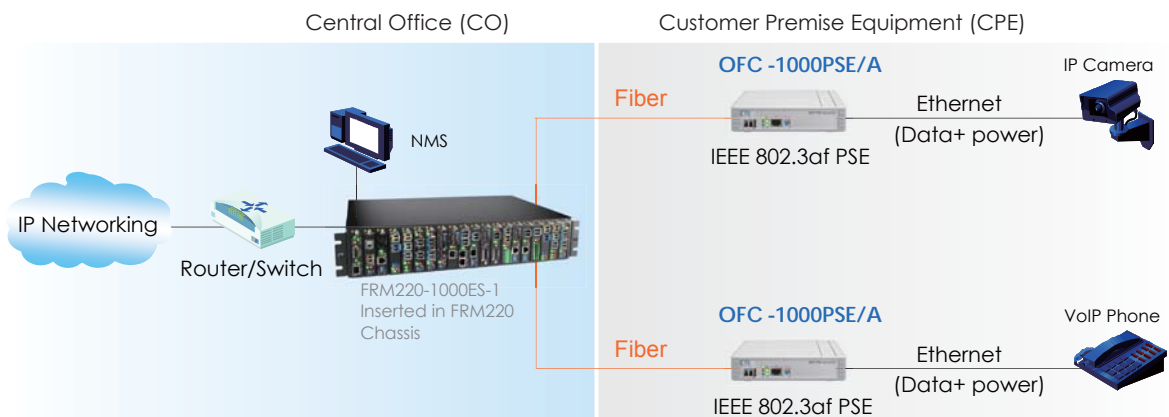 Central Office (CO)
Customer Premise Equipment (CPE)
OFC -1000PSE/A
IP Camera
Fiber
Ethernet
(Data+ power)
NMS
IEEE 802.3af PSE
IP Networking
Router/Switch
FRM220-1000ES-1
Inserted in FRM220
Chassis
OFC -1000PSE/A
VoIP Phone
Fiber
Ethernet
(Data+ power)
IEEE 802.3af PSE